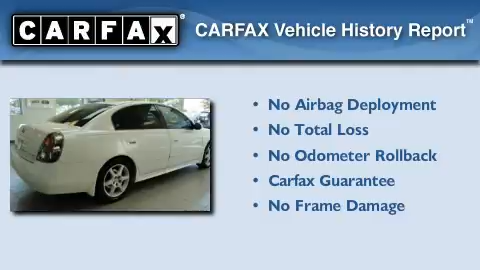 CARFAX
CARFAX Vehicle History Report™
• No Airbag Deployment
• No Total Loss
• No Odometer Rollback
• Carfax Guarantee
• No Frame Damage